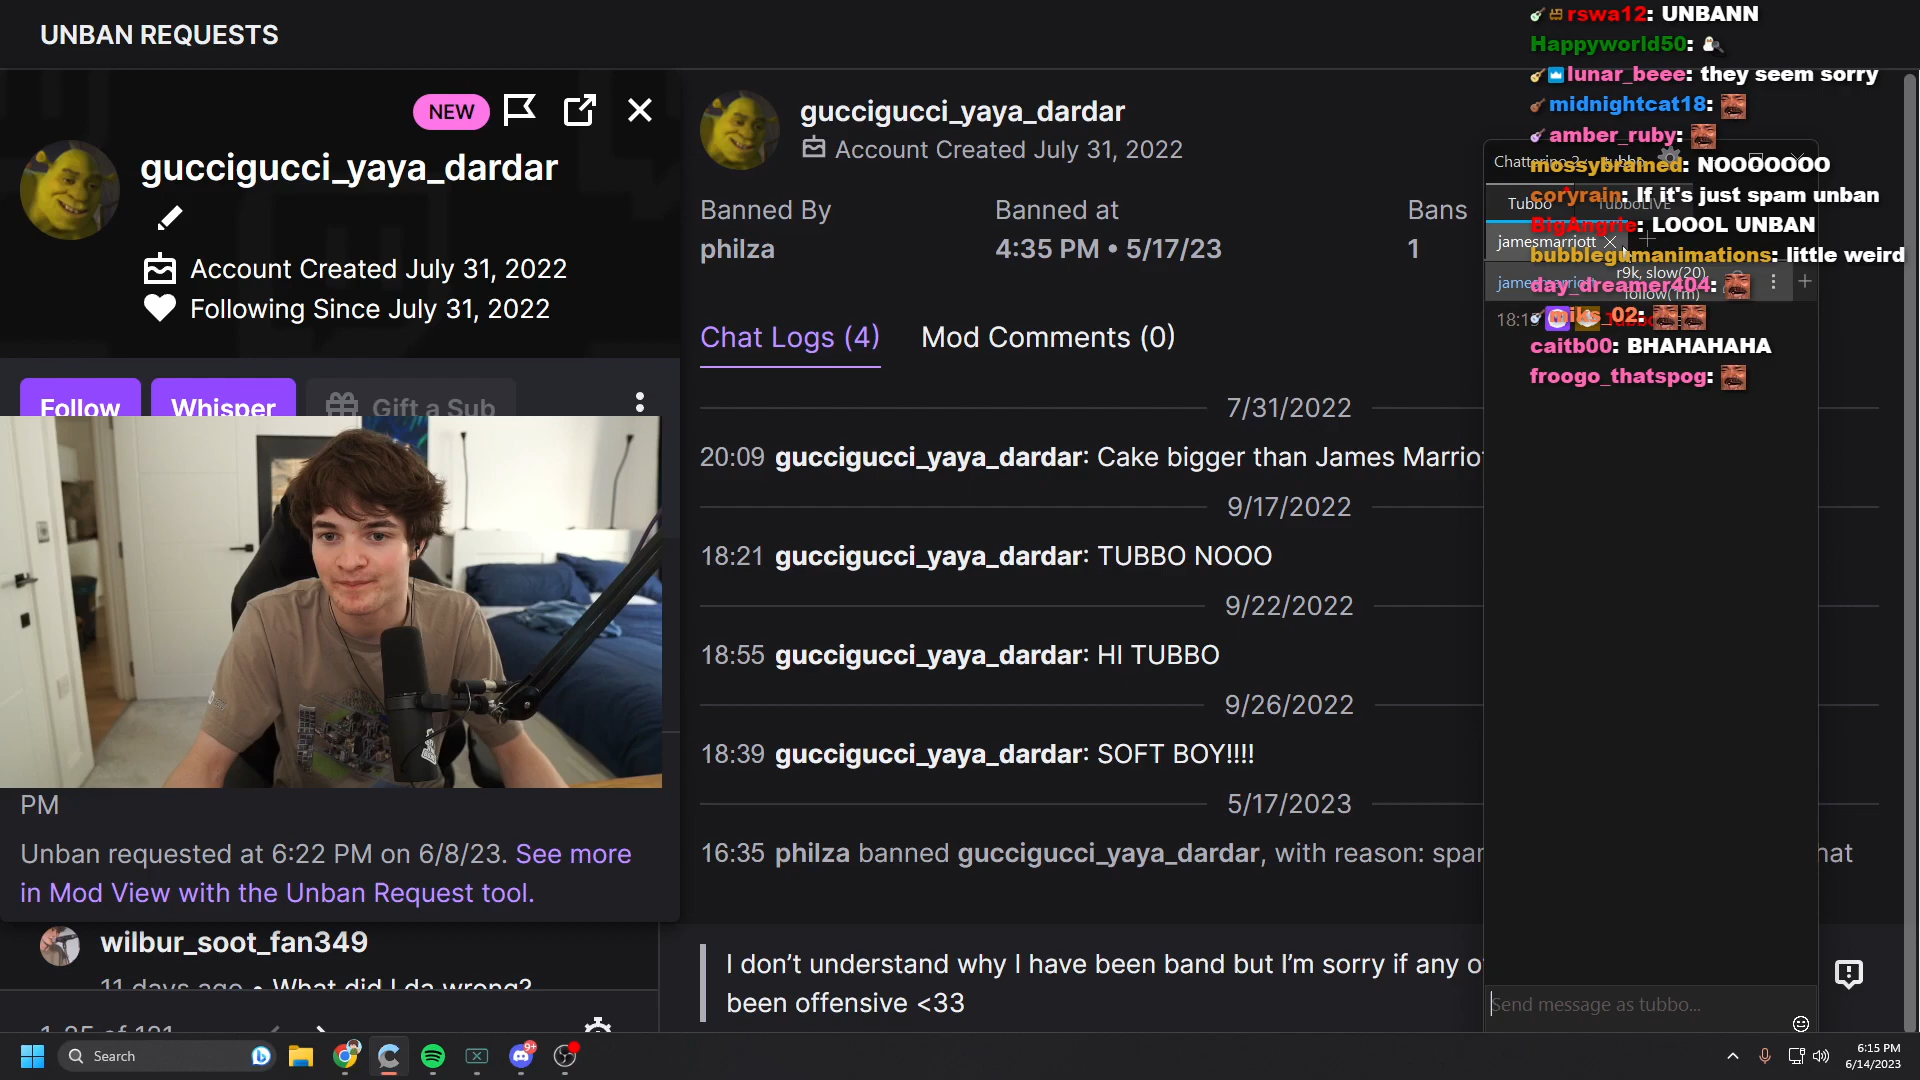 UNBAN REQUESTS
NEW
guccigucci_yaya_dardar
Account Created July 31, 2022
Following Since July 31, 2022
Follow
Whisper
Gift a Sub
PM
Unban requested at 6:22 PM on 6/8/23. See more
in Mod View with the Unban Request tool.
wilbur_soot_fan349
11 days ago • What did I da wrong?
guccigucci_yaya_dardar
Account Created July 31, 2022
Banned By
philza
Banned at
4:35 PM • 5/17/23
Bans
1
Chat Logs (4)
Mod Comments (0)
7/31/2022
20:09 guccigucci_yaya_dardar: Cake bigger than James Marrio
9/17/2022
18:21 guccigucci_yaya_dardar: TUBBO NOOO
9/22/2022
18:55 guccigucci_yaya_dardar: HI TUBBO
9/26/2022
18:39 guccigucci_yaya_dardar: SOFT BOY!!!!
5/17/2023
16:35 philza banned guccigucci_yaya_dardar, with reason: spa
hat
I don't understand why I have been band but I'm sorry if any o
been offensive <33
rswa12: UNBANN
Happyworld50:
lunar_beee: they seem sorry
midnightcat18:
amber_ruby:
mossybrained: NOOOOOOO
coryrain: If it's just spam unban
BigAngrie: LOOOL UNBAN
bubblegumanimations: little weird
day_dreamer404:
caitb00: BHAHAHAHA
froogo_thatspog:
Tubbo
TubboLIVE
jamesmarriott
r9k, slow(20)
follow(1m)
Send message as tubbo...
Search
9+
6:15 PM
6/14/2023